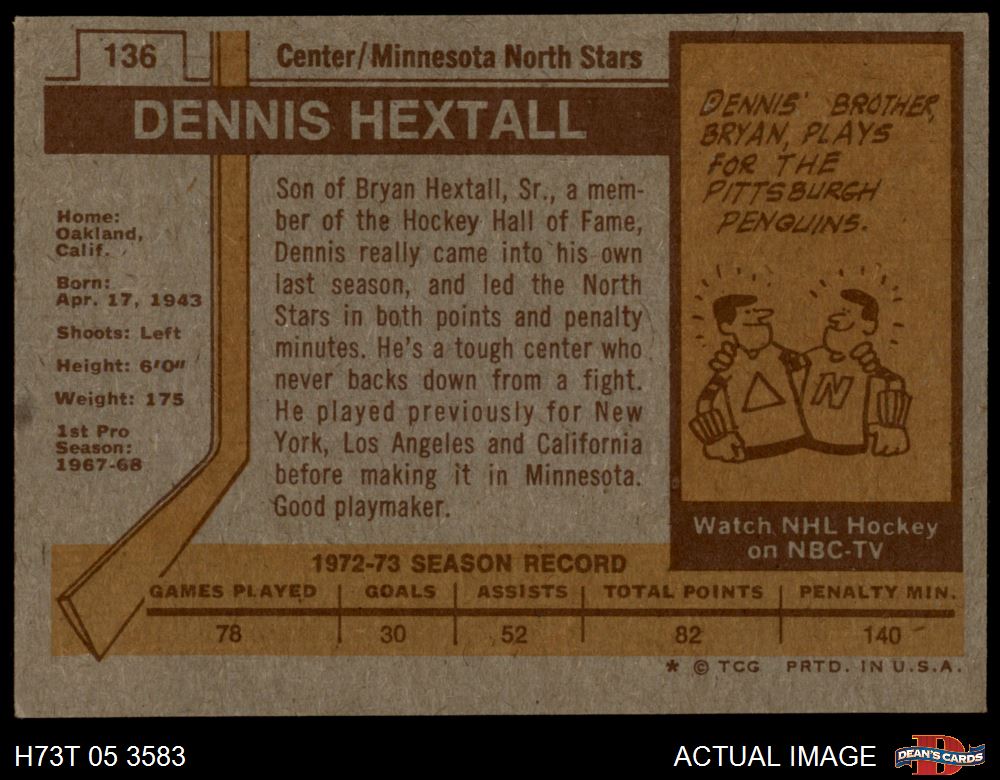 136
Center/Minnesota North Stars
DENNIS HEXTALL
Home:
Oakland,
Calif.
Born:
Apr. 17, 1943
Shoots: Left
Height: 6'0"
Weight: 175
1st Pro
Season:
1967-68
Son of Bryan Hextall, Sr., a mem-
ber of the Hockey Hall of Fame,
Dennis really came into his own
last season, and led the North
Stars in both points and penalty
minutes. He's a tough center who
never backs down from a fight.
He played previously for New
York, Los Angeles and California
before making it in Minnesota.
Good playmaker.
DENNIS' BROTHER,
BRYAN, PLAYS
FOR THE
PITTSBURGH
PENGUINS.
N
Watch NHL Hockey
on NBC-TV
1972-73 SEASON RECORD
GAMES PLAYED GOALS ASSISTS TOTAL POINTS PENALTY MIN.
78 30 52 82 140
* © TCG PRTD. IN U.S.A.
H73T 05 3583 ACTUAL IMAGE
D
DEAN'S CARDS